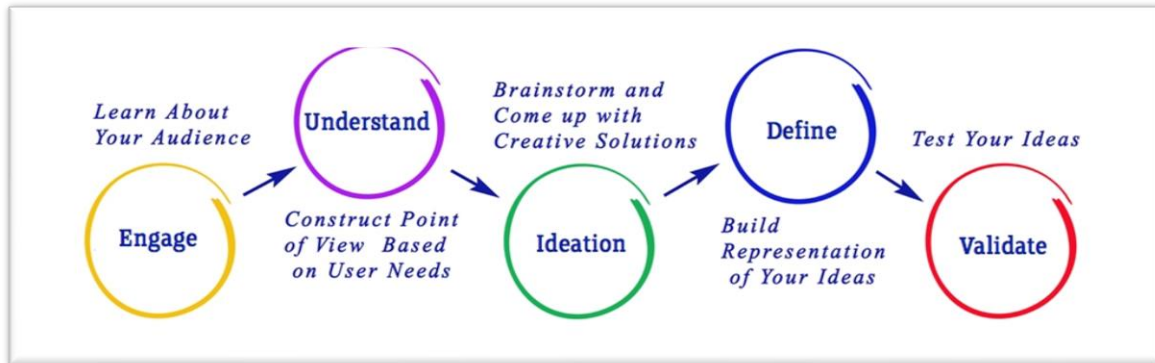 Learn About
Your Audience
Engage
Understand
Construct Point
of View Based
on User Needs
Brainstorm and
Come up with
Creative Solutions
Ideation
Define
Build
Representation
of Your Ideas
Test Your Ideas
Validate